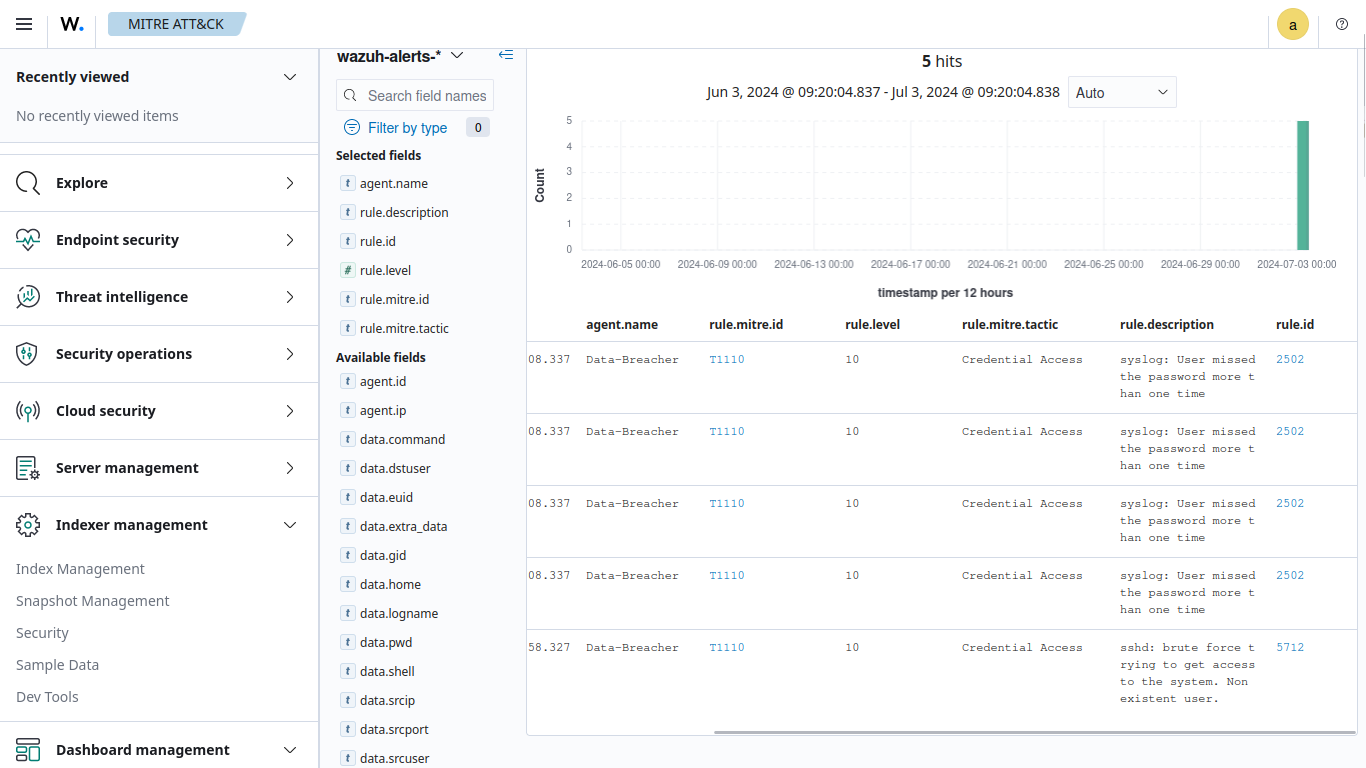 W.
MITRE ATT&CK
a
Recently viewed
No recently viewed items
Explore
Endpoint security
Threat intelligence
Security operations
Cloud security
Server management
Indexer management
Index Management
Snapshot Management
Security
Sample Data
Dev Tools
Dashboard management
wazuh-alerts-*
Search field names
Filter by type 0
Selected fields
t agent.name
t rule.description
t rule.id
# rule.level
t rule.mitre.id
t rule.mitre.tactic
Available fields
t agent.id
t agent.ip
t data.command
t data.dstuser
t data.euid
t data.extra_data
t data.gid
t data.home
t data.logname
t data.pwd
t data.shell
t data.srcip
t data.srcport
t data.srcuser
5 hits
Jun 3, 2024 @ 09:20:04.837 - Jul 3, 2024 @ 09:20:04.838 Auto
Count
5
4
3
2
1
0
2024-06-05 00:00 2024-06-09 00:00 2024-06-13 00:00 2024-06-17 00:00 2024-06-21 00:00 2024-06-25 00:00 2024-06-29 00:00 2024-07-03 00:00
timestamp per 12 hours
agent.name rule.mitre.id rule.level rule.mitre.tactic rule.description rule.id
08.337 Data-Breacher T1110 10 Credential Access syslog: User missed 2502
the password more t
han one time
08.337 Data-Breacher T1110 10 Credential Access syslog: User missed 2502
the password more t
han one time
08.337 Data-Breacher T1110 10 Credential Access syslog: User missed 2502
the password more t
han one time
08.337 Data-Breacher T1110 10 Credential Access syslog: User missed 2502
the password more t
han one time
58.327 Data-Breacher T1110 10 Credential Access sshd: brute force t 5712
rying to get access
to the system. Non
existent user.